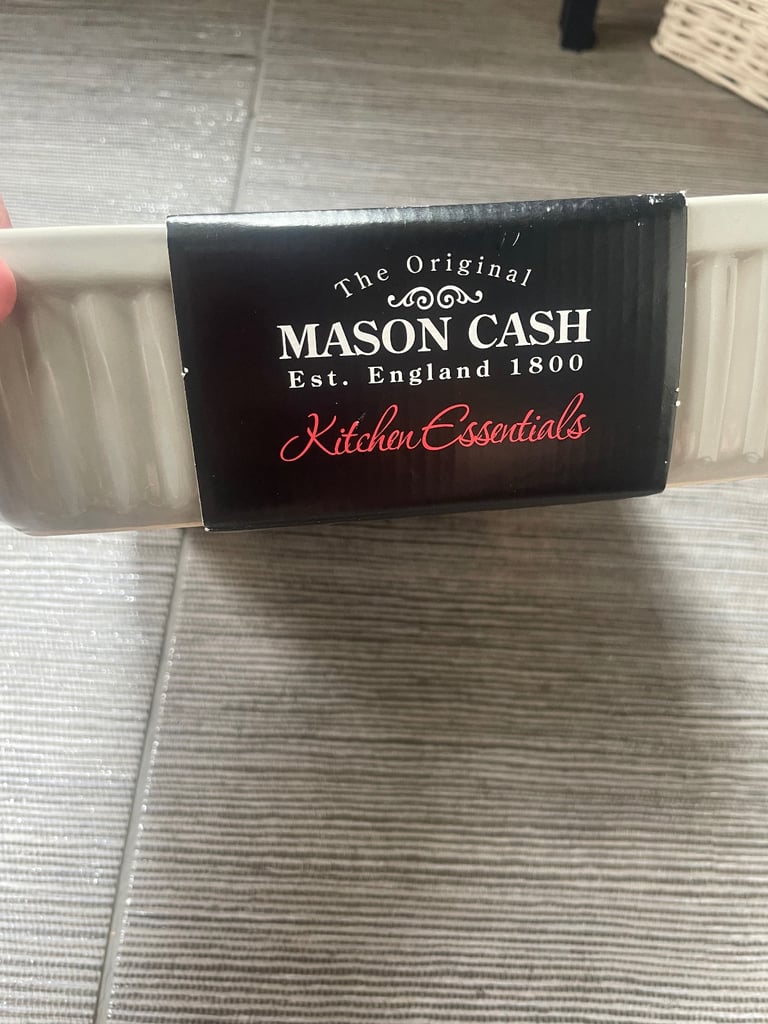 The Original
MASON CASH
Est. England 1800
Kitchen Essentials